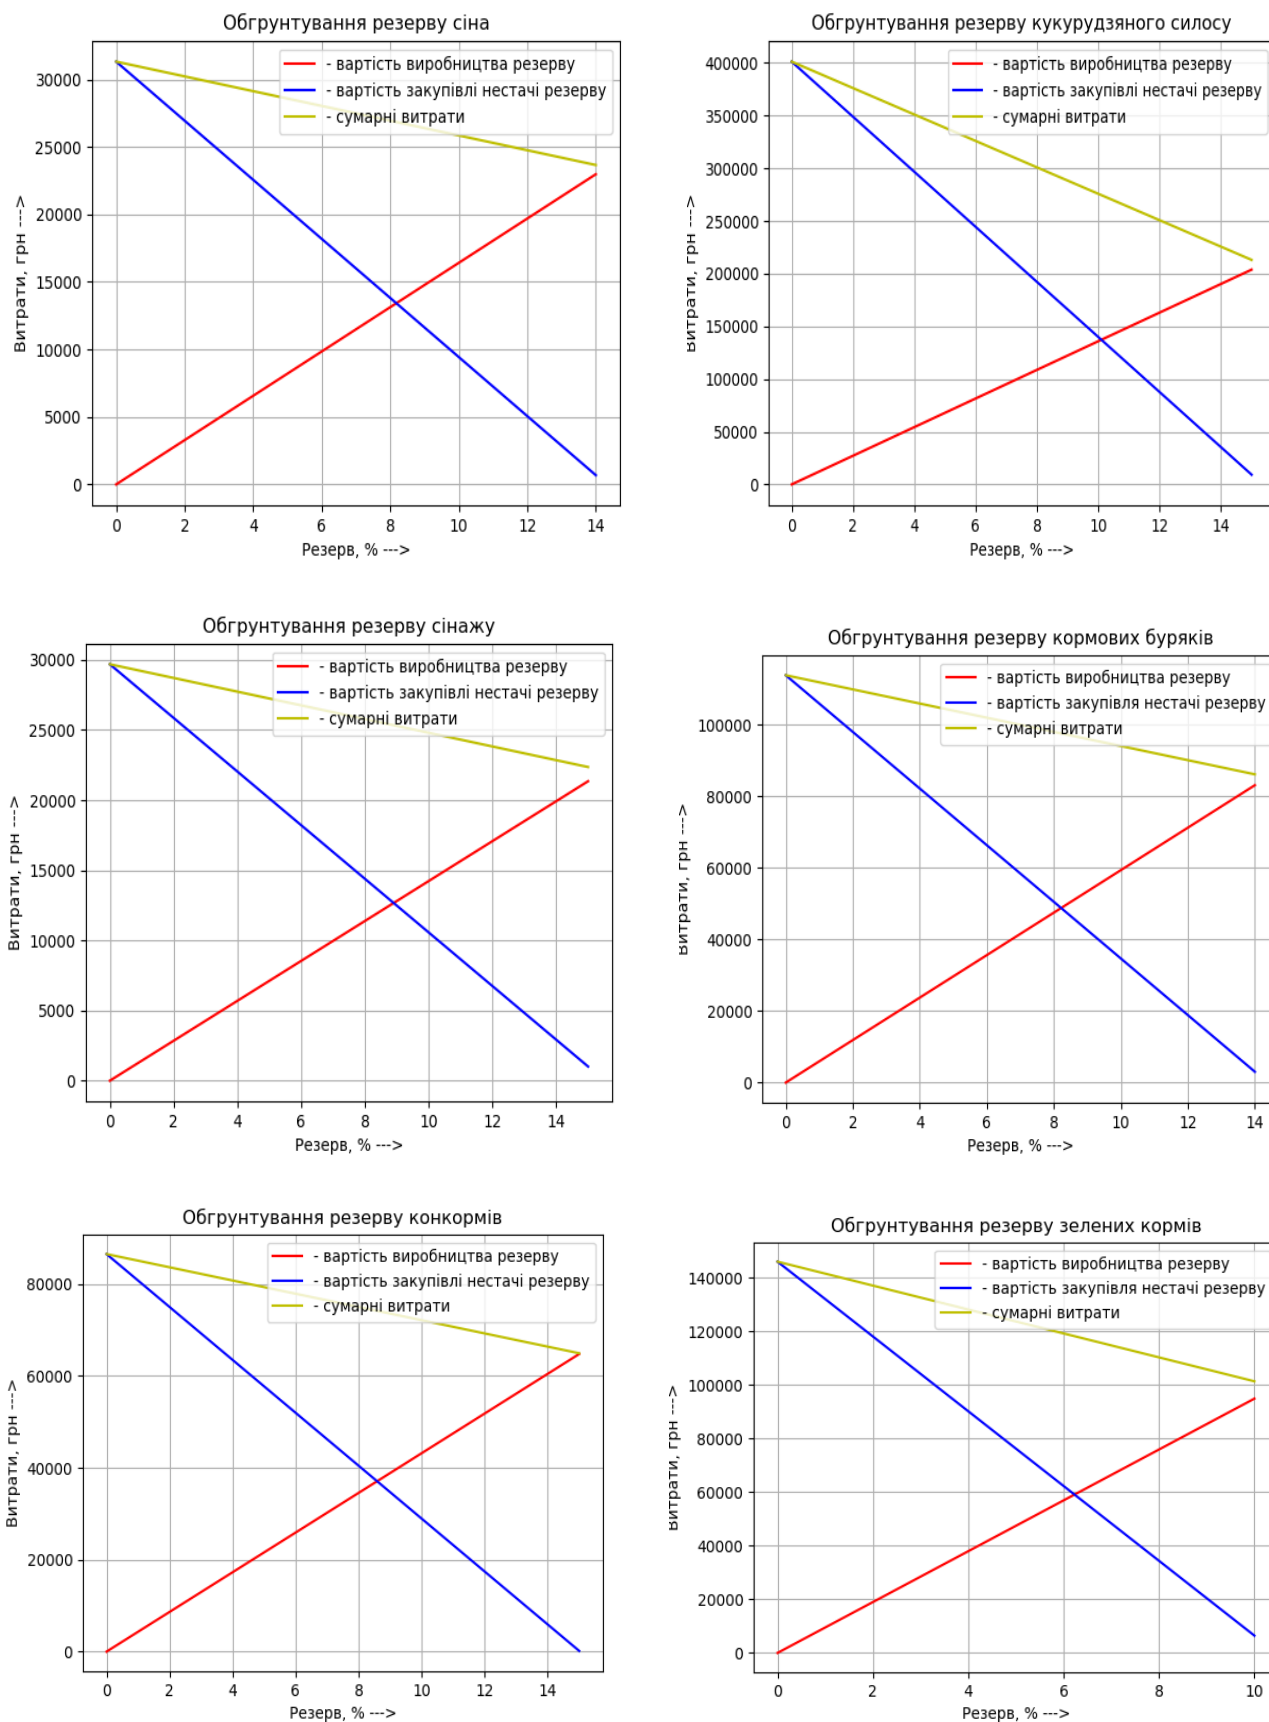 Обгрунтування резерву сіна
- вартість виробництва резерву
- вартість закупівлі нестачі резерву
- сумарні витрати
Витрати, грн --->
30000
25000
20000
15000
10000
5000
0
0 2 4 6 8 10 12 14
Резерв, % --->
Обгрунтування резерву кукурудзяного силосу
- вартість виробництва резерву
- вартість закупівлі нестачі резерву
- сумарні витрати
Витрати, грн --->
400000
350000
300000
250000
200000
150000
100000
50000
0
0 2 4 6 8 10 12 14
Резерв, % --->
Обгрунтування резерву сінажу
- вартість виробництва резерву
- вартість закупівлі нестачі резерву
- сумарні витрати
Витрати, грн --->
30000
25000
20000
15000
10000
5000
0
0 2 4 6 8 10 12 14
Резерв, % --->
Обгрунтування резерву кормових буряків
- вартість виробництва резерву
- вартість закупівля нестачі резерву
- сумарні витрати
Витрати, грн --->
100000
80000
60000
40000
20000
0
0 2 4 6 8 10 12 14
Резерв, % --->
Обгрунтування резерву конкормів
- вартість виробництва резерву
- вартість закупівлі нестачі резерву
- сумарні витрати
Витрати, грн --->
80000
60000
40000
20000
0
0 2 4 6 8 10 12 14
Резерв, % --->
Обгрунтування резерву зелених кормів
- вартість виробництва резерву
- вартість закупівля нестачі резерву
- сумарні витрати
Витрати, грн --->
140000
120000
100000
80000
60000
40000
20000
0
0 2 4 6 8 10
Резерв, % --->